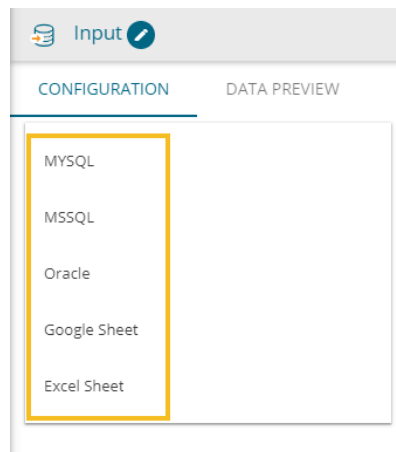 Input
CONFIGURATION DATA PREVIEW
MYSQL
MSSQL
Oracle
Google Sheet
Excel Sheet